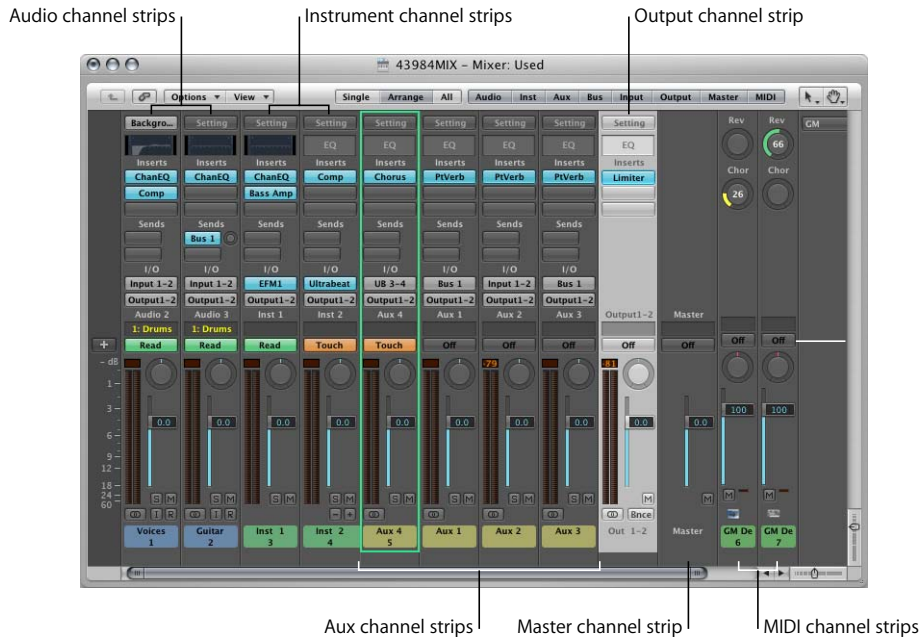 Audio channel strips Instrument channel strips Output channel strip
43984MIX – Mixer: Used
Options View Single Arrange All Audio Inst Aux Bus Input Output Master MIDI
Backgro... Setting Setting Setting Setting Setting Setting Setting Setting Rev Rev GM
EQ EQ EQ EQ EQ EQ 66
Inserts Inserts Inserts Inserts Inserts Inserts Inserts Inserts Inserts
ChanEQ ChanEQ ChanEQ Comp Chorus PtVerb PtVerb PtVerb Limiter Chor Chor
Comp Bass Amp 26
Sends Sends Sends Sends Sends Sends Sends Sends
Bus 1
I/O I/O I/O I/O I/O I/O I/O I/O
Input 1–2 Input 1–2 EFM1 Ultrabeat UB 3–4 Bus 1 Input 1–2 Bus 1
Output1–2 Output1–2 Output1–2 Output1–2 Output1–2 Output1–2 Output1–2 Output1–2
Audio 2 Audio 3 Inst 1 Inst 2 Aux 4 Aux 1 Aux 2 Aux 3 Output1–2 Master
1: Drums 1: Drums
+ Read Read Read Touch Touch Off Off Off Off Off Off Off
– dB -79 -81
1
3 100 100
0.0 0.0 0.0 0.0 0.0 0.0 0.0 0.0 0.0 0.0
6
9
12
18
24 S M S M S M S M S M S M S M S M M M M M
60
I R I R – + Bnce
Voices Guitar Inst 1 Inst 2 Aux 4 Aux 1 Aux 2 Aux 3 Out 1–2 Master GM De GM De
1 2 3 4 5 6 7
Aux channel strips Master channel strip MIDI channel strips